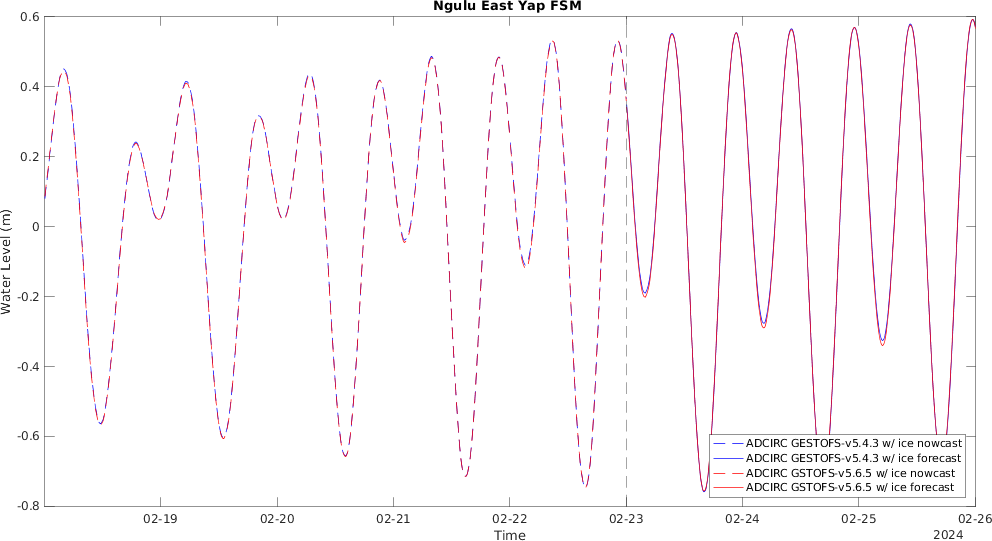 Ngulu East Yap FSM
0.6
0.4
0.2
0
-0.2
-0.4
-0.6
-0.8
Water Level (m)
ADCIRC GESTOFS-v5.4.3 w/ ice nowcast
ADCIRC GESTOFS-v5.4.3 w/ ice forecast
ADCIRC GSTOFS-v5.6.5 w/ ice nowcast
ADCIRC GSTOFS-v5.6.5 w/ ice forecast
02-19 02-20 02-21 02-22 02-23 02-24 02-25 02-26
Time
2024